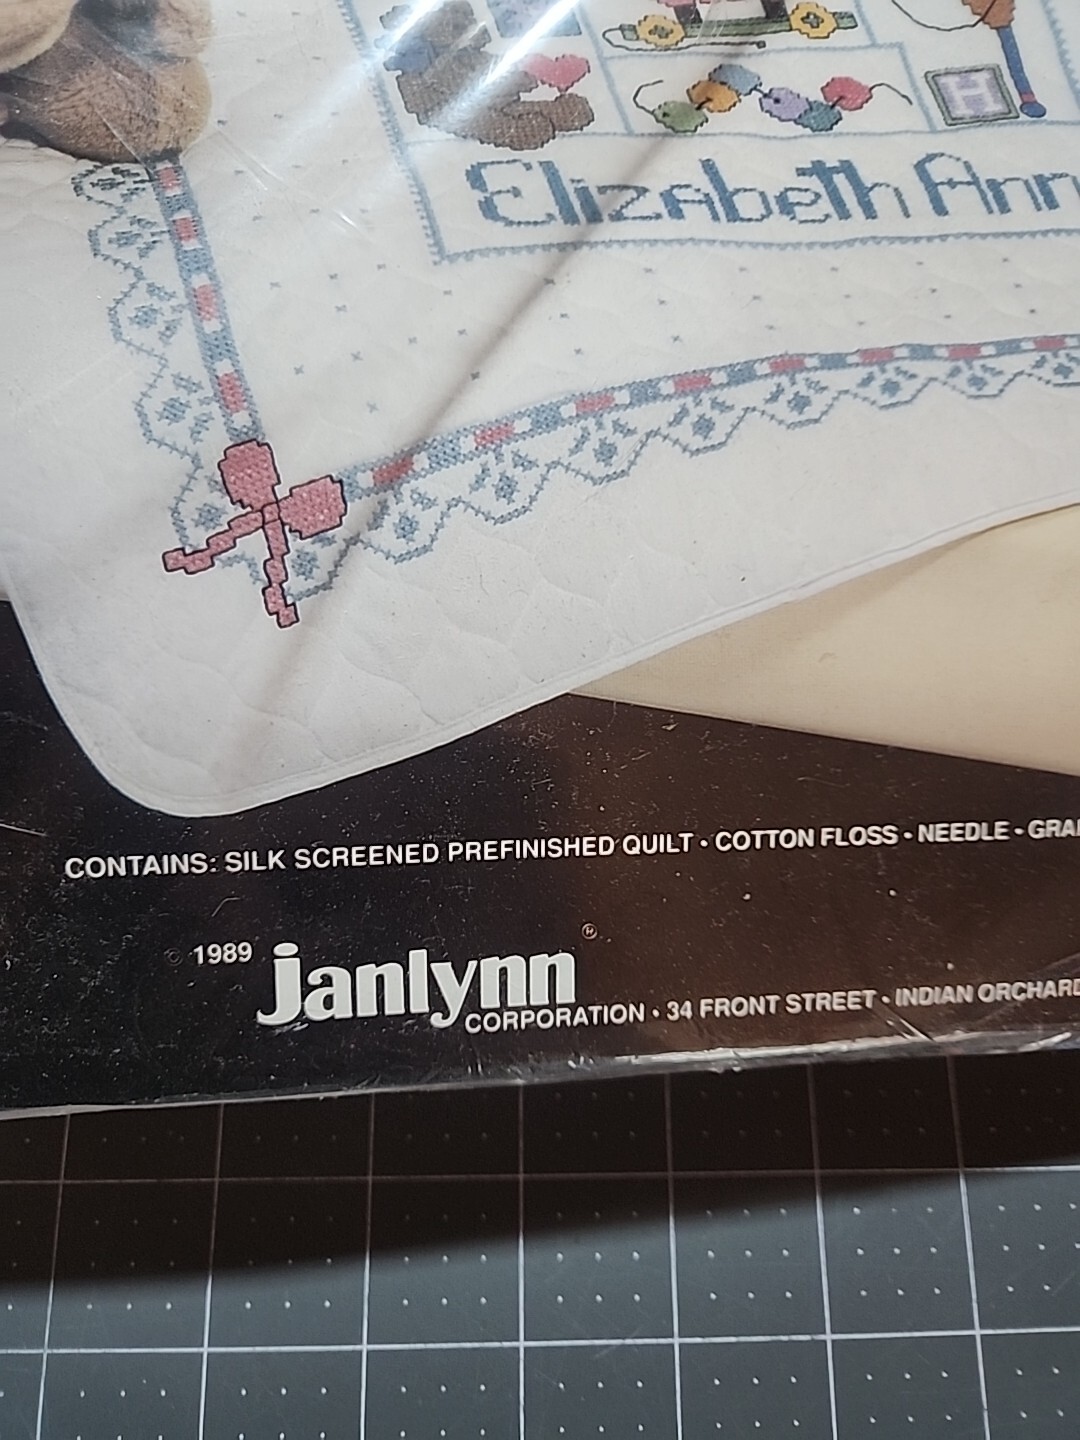 H
Elizabeth Ann
CONTAINS: SILK SCREENED PREFINISHED QUILT • COTTON FLOSS • NEEDLE •
© 1989 janlynn ®
CORPORATION • 34 FRONT STREET • INDIAN ORCHARD